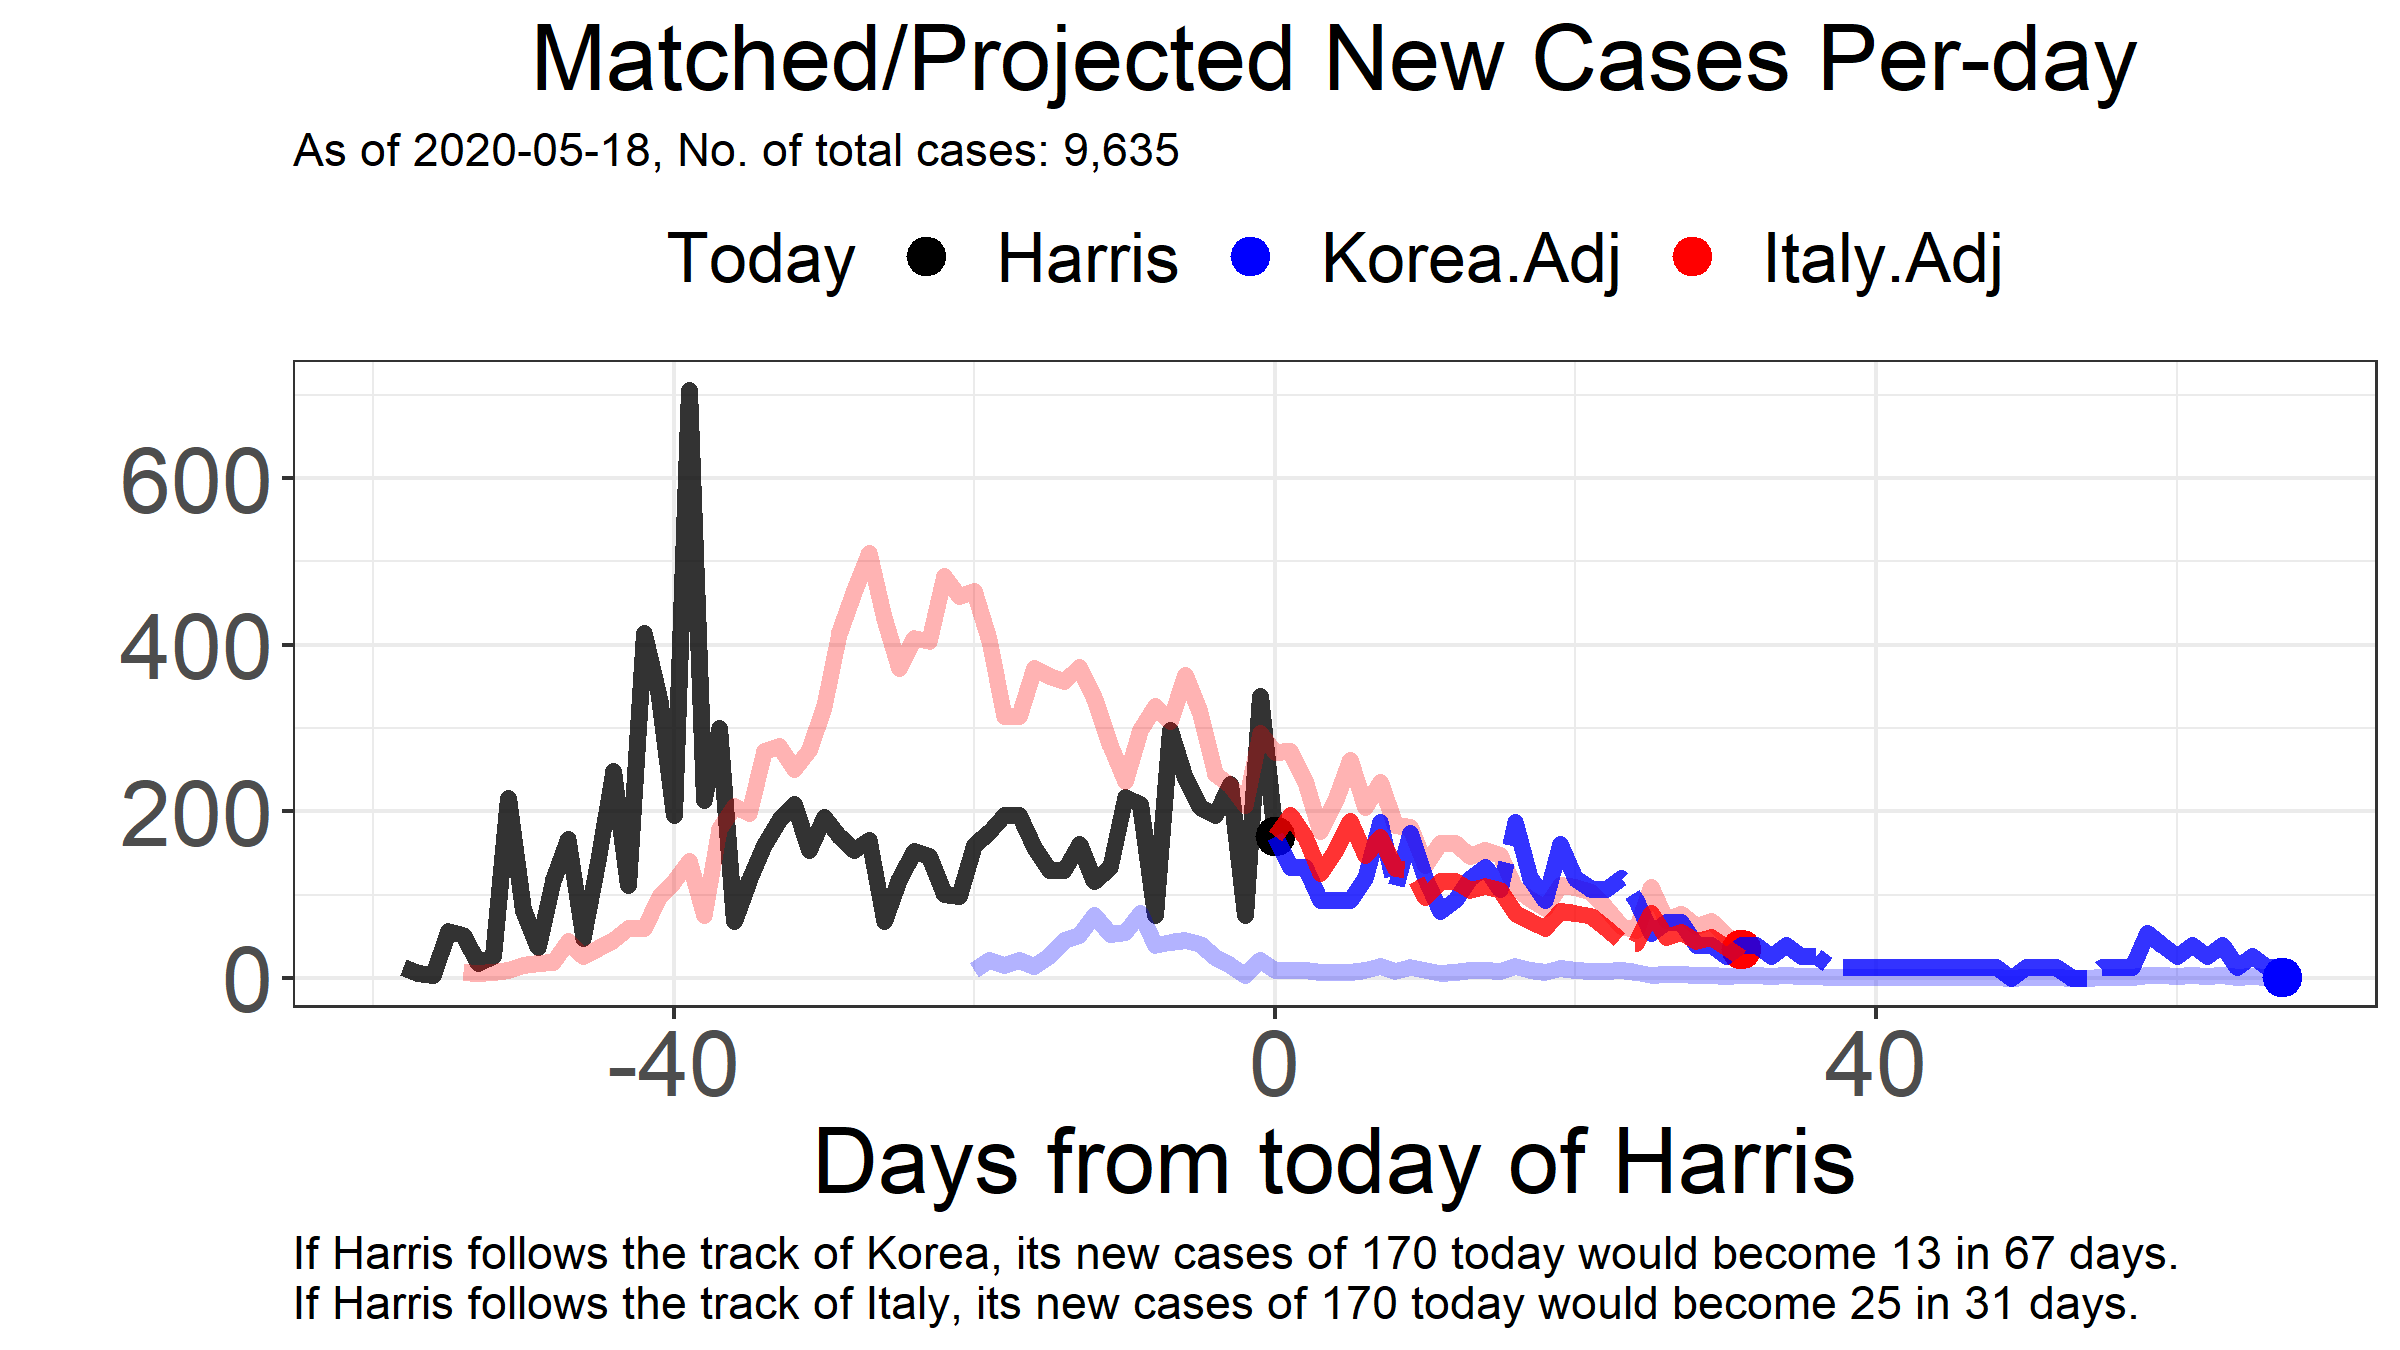 Matched/Projected New Cases Per-day
As of 2020-05-18, No. of total cases: 9,635
Today Harris Korea.Adj Italy.Adj
600
400
200
0
-40 0 40
Days from today of Harris
If Harris follows the track of Korea, its new cases of 170 today would become 13 in 67 days.
If Harris follows the track of Italy, its new cases of 170 today would become 25 in 31 days.